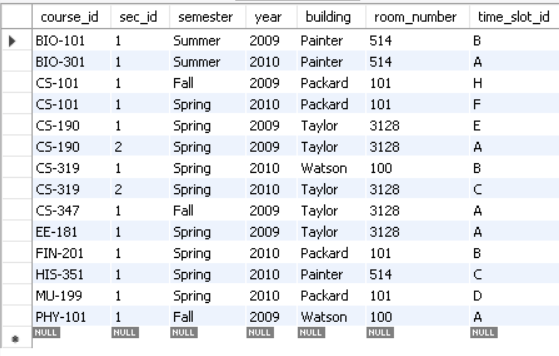 course_id sec_id semester year building room_number time_slot_id
BIO-101 1 Summer 2009 Painter 514 B
BIO-301 1 Summer 2010 Painter 514 A
CS-101 1 Fall 2009 Packard 101 H
CS-101 1 Spring 2010 Packard 101 F
CS-190 1 Spring 2009 Taylor 3128 E
CS-190 2 Spring 2009 Taylor 3128 A
CS-319 1 Spring 2010 Watson 100 B
CS-319 2 Spring 2010 Taylor 3128 C
CS-347 1 Fall 2009 Taylor 3128 A
EE-181 1 Spring 2009 Taylor 3128 A
FIN-201 1 Spring 2010 Packard 101 B
HIS-351 1 Spring 2010 Painter 514 C
MU-199 1 Spring 2010 Packard 101 D
PHY-101 1 Fall 2009 Watson 100 A
NULL NULL NULL NULL NULL NULL NULL